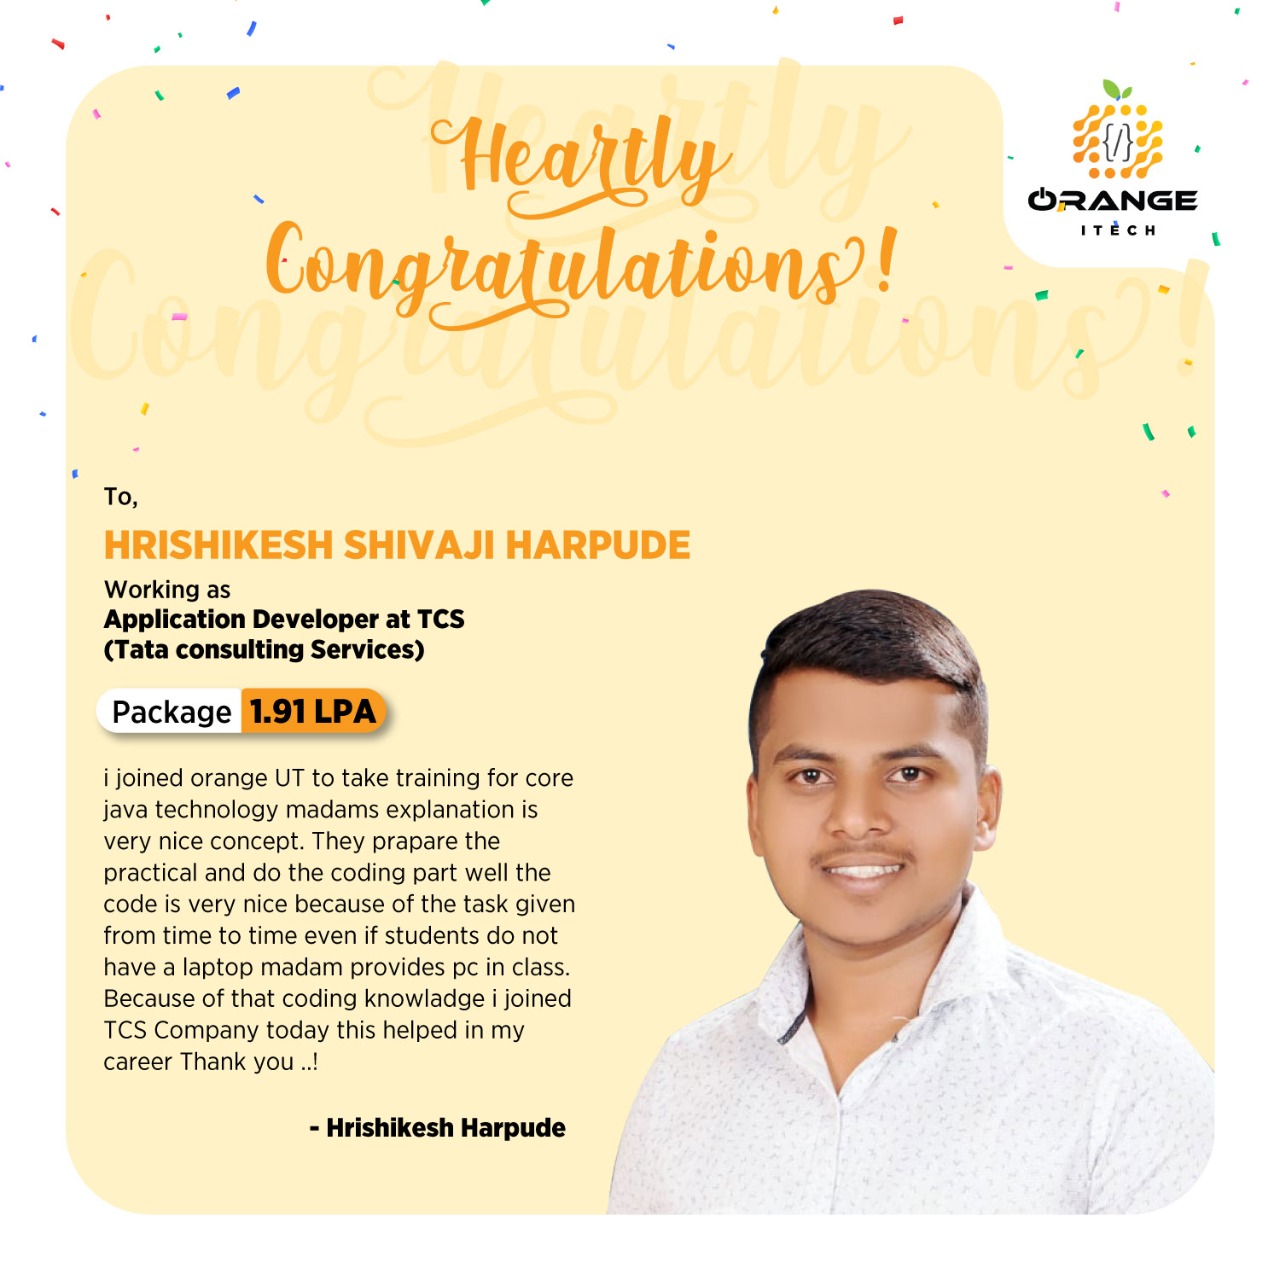 Heartly
Congratulations!
ORANGE
ITECH
To,
HRISHIKESH SHIVAJI HARPUDE
Working as
Application Developer at TCS
(Tata consulting Services)
Package 1.91 LPA
i joined orange UT to take training for core
java technology madams explanation is
very nice concept. They prapare the
practical and do the coding part well the
code is very nice because of the task given
from time to time even if students do not
have a laptop madam provides pc in class.
Because of that coding knowladge i joined
TCS Company today this helped in my
career Thank you ..!
- Hrishikesh Harpude